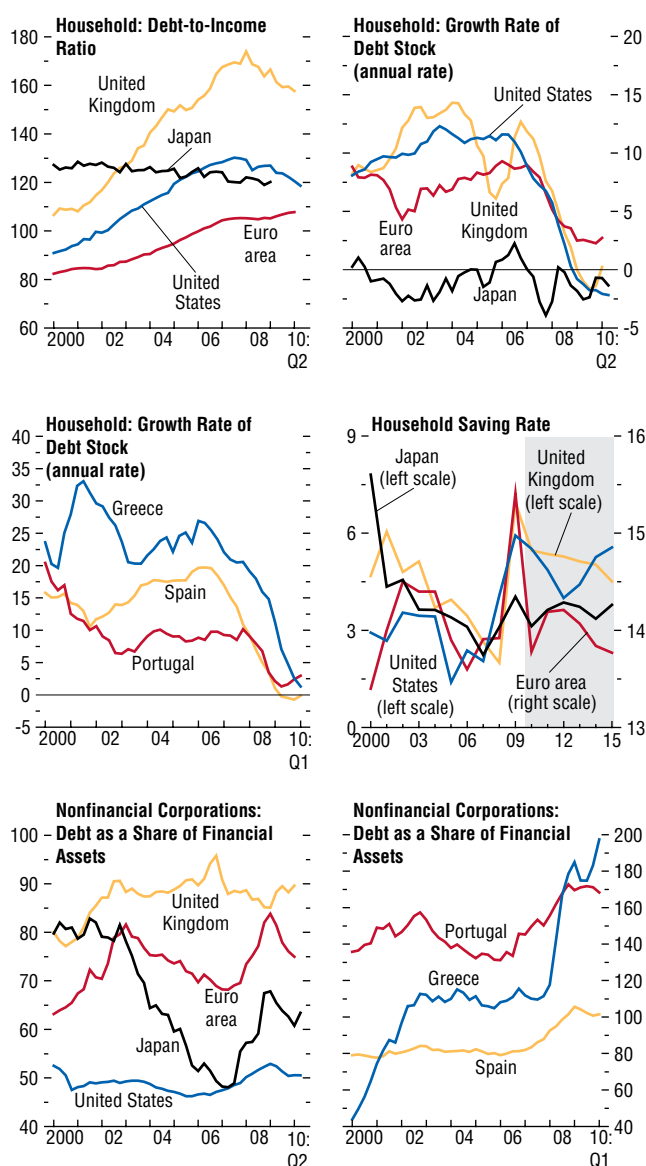 Household: Debt-to-Income
Ratio
180
160
140
120
100
80
60
United
Kingdom
Japan
Euro
area
United
States
2000 02 04 06 08 10:
Q2
Household: Growth Rate of
Debt Stock
(annual rate)
20
15
10
5
0
-5
United States
Euro
area
United
Kingdom
Japan
2000 02 04 06 08 10:
Q2
Household: Growth Rate of
Debt Stock
(annual rate)
40
35
30
25
20
15
10
5
0
-5
Greece
Spain
Portugal
2000 02 04 06 08 10:
Q1
Household Saving Rate
9
6
3
0
16
15
14
13
Japan
(left scale)
United
Kingdom
(left scale)
United
States
(left scale)
Euro area
(right scale)
2000 03 06 09 12 15
Nonfinancial Corporations:
Debt as a Share of Financial
Assets
100
90
80
70
60
50
40
United
Kingdom
Euro
area
Japan
United States
2000 02 04 06 08 10:
Q2
Nonfinancial Corporations:
Debt as a Share of Financial
Assets
200
180
160
140
120
100
80
60
40
Portugal
Greece
Spain
2000 02 04 06 08 10:
Q1